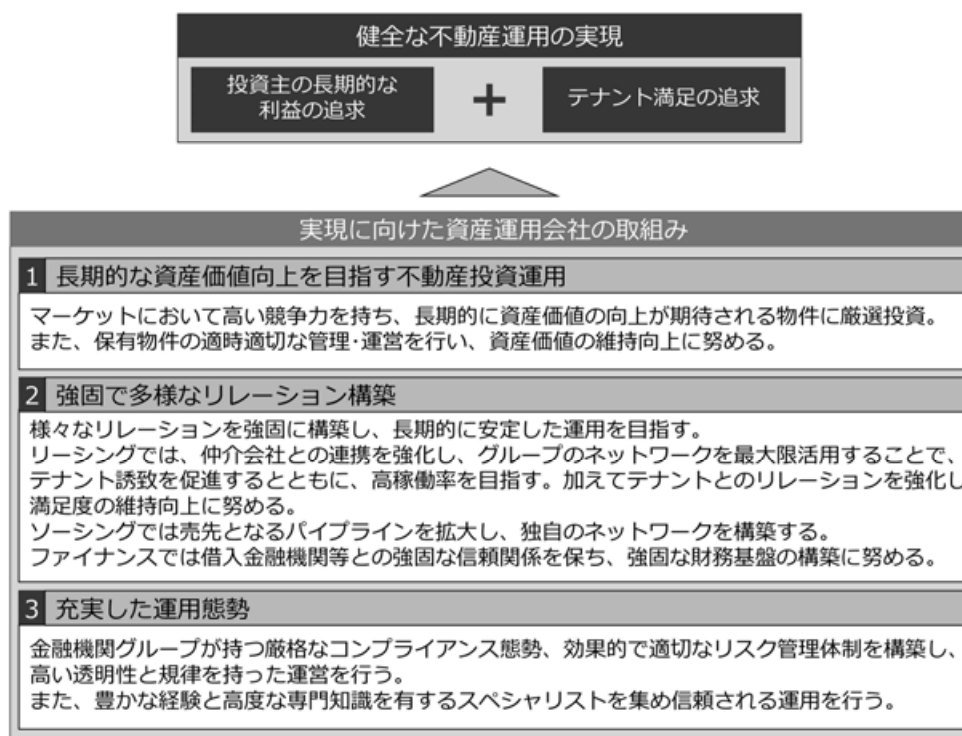 健全な不動産運用の実現
投資主の長期的な
利益の追求
+
テナント満足の追求
実現に向けた資産運用会社の取組み
1 長期的な資産価値向上を目指す不動産投資運用
マーケットにおいて高い競争力を持ち、長期的に資産価値の向上が期待される物件に厳選投資。
また、保有物件の適時適切な管理･運営を行い、資産価値の維持向上に努める。
2 強固で多様なリレーション構築
様々なリレーションを強固に構築し、長期的に安定した運用を目指す。
リーシングでは、仲介会社との連携を強化し、グループのネットワークを最大限活用することで、
テナント誘致を促進するとともに、高稼働率を目指す。加えてテナントとのリレーションを強化し
満足度の維持向上に努める。
ソーシングでは売先となるパイプラインを拡大し、独自のネットワークを構築する。
ファイナンスでは借入金融機関等との強固な信頼関係を保ち、強固な財務基盤の構築に努める。
3 充実した運用態勢
金融機関グループが持つ厳格なコンプライアンス態勢、効果的で適切なリスク管理体制を構築し、
高い透明性と規律を持った運営を行う。
また、豊かな経験と高度な専門知識を有するスペシャリストを集め信頼される運用を行う。